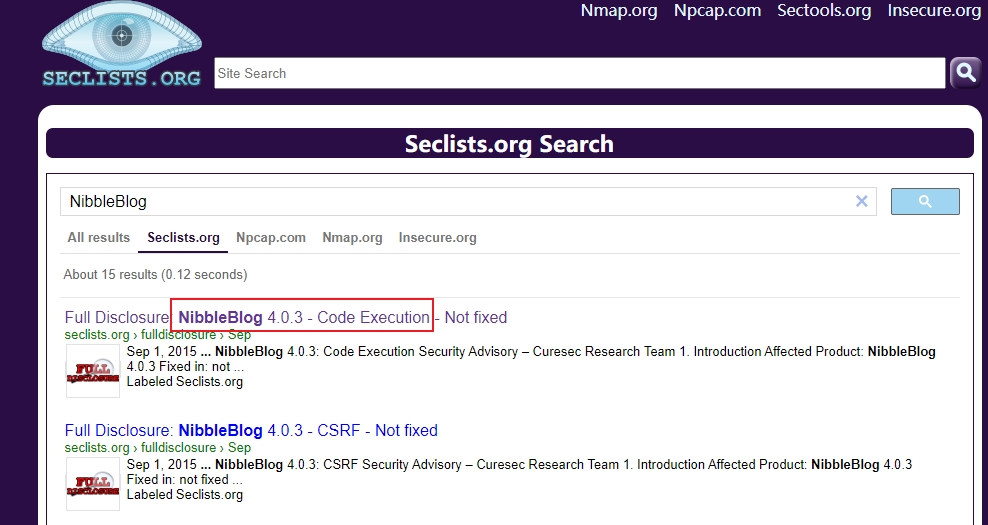 Nmap.org Npcap.com Sectools.org Insecure.org
SECLISTS.ORG
Site Search
Seclists.org Search
NibbleBlog
All results Seclists.org Npcap.com Nmap.org Insecure.org
About 15 results (0.12 seconds)
Full Disclosure: NibbleBlog 4.0.3 - Code Execution - Not fixed
seclists.org › fulldisclosure › Sep
FULL
DISCLOSURE
Sep 1, 2015 ... NibbleBlog 4.0.3: Code Execution Security Advisory – Curesec Research Team 1. Introduction Affected Product: NibbleBlog
4.0.3 Fixed in: not ...
Labeled Seclists.org
Full Disclosure: NibbleBlog 4.0.3 - CSRF - Not fixed
seclists.org › fulldisclosure › Sep
FULL
DISCLOSURE
Sep 1, 2015 ... NibbleBlog 4.0.3: CSRF Security Advisory – Curesec Research Team 1. Introduction Affected Product: NibbleBlog 4.0.3
Fixed in: not fixed ...
Labeled Seclists.org